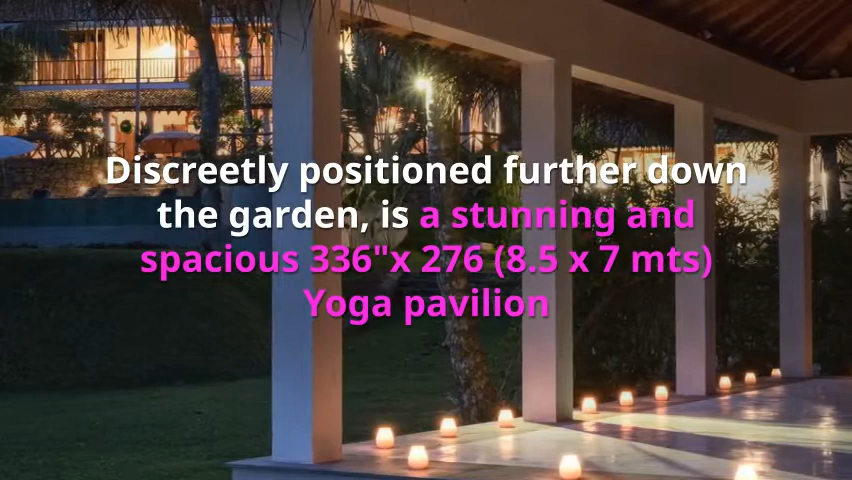 Discreetly positioned further down
the garden, is a stunning and
spacious 336"x 276 (8.5 x 7 mts)
Yoga pavilion